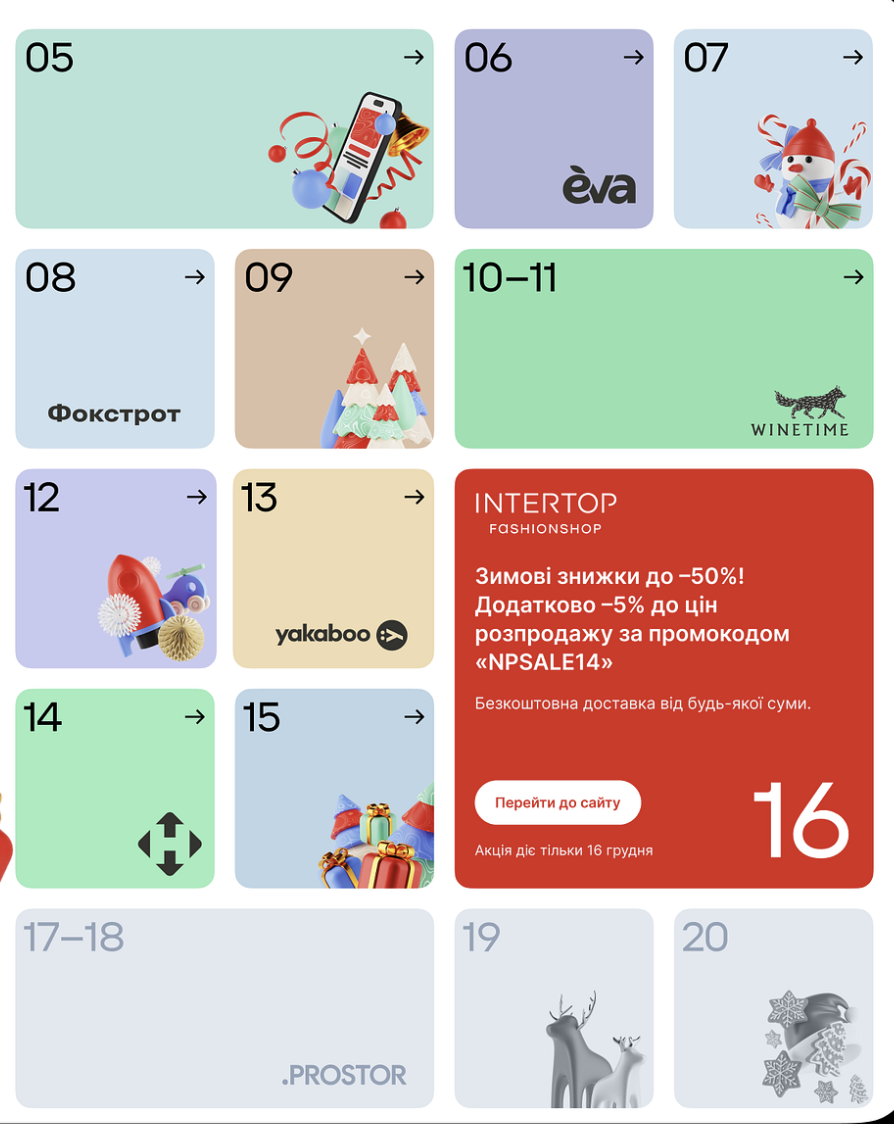 05
06
èva
07
08
Фокстрот
09
10–11
WINETIME
12
13
yakaboo
INTERTOP
FASHIONSHOP
Зимові знижки до –50%!
Додатково –5% до цін
розпродажу за промокодом
«NPSALE14»
Безкоштовна доставка від будь-якої суми.
Перейти до сайту
Акція діє тільки 16 грудня
16
14
15
17–18
.PROSTOR
19
20